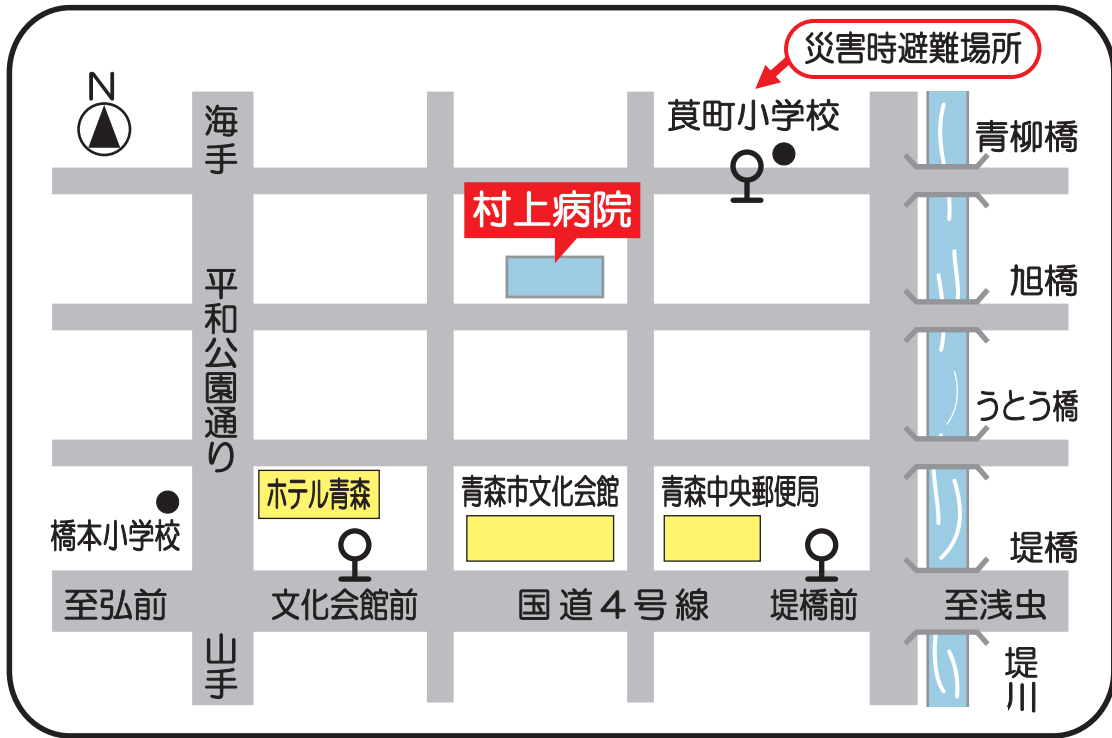 災害時避難場所
N
海手
莨町小学校
青柳橋
村上病院
平和公園通り
旭橋
うとう橋
ホテル青森
青森市文化会館
青森中央郵便局
橋本小学校
堤橋
至弘前
文化会館前
国道4号線
堤橋前
至浅虫
山手
堤川